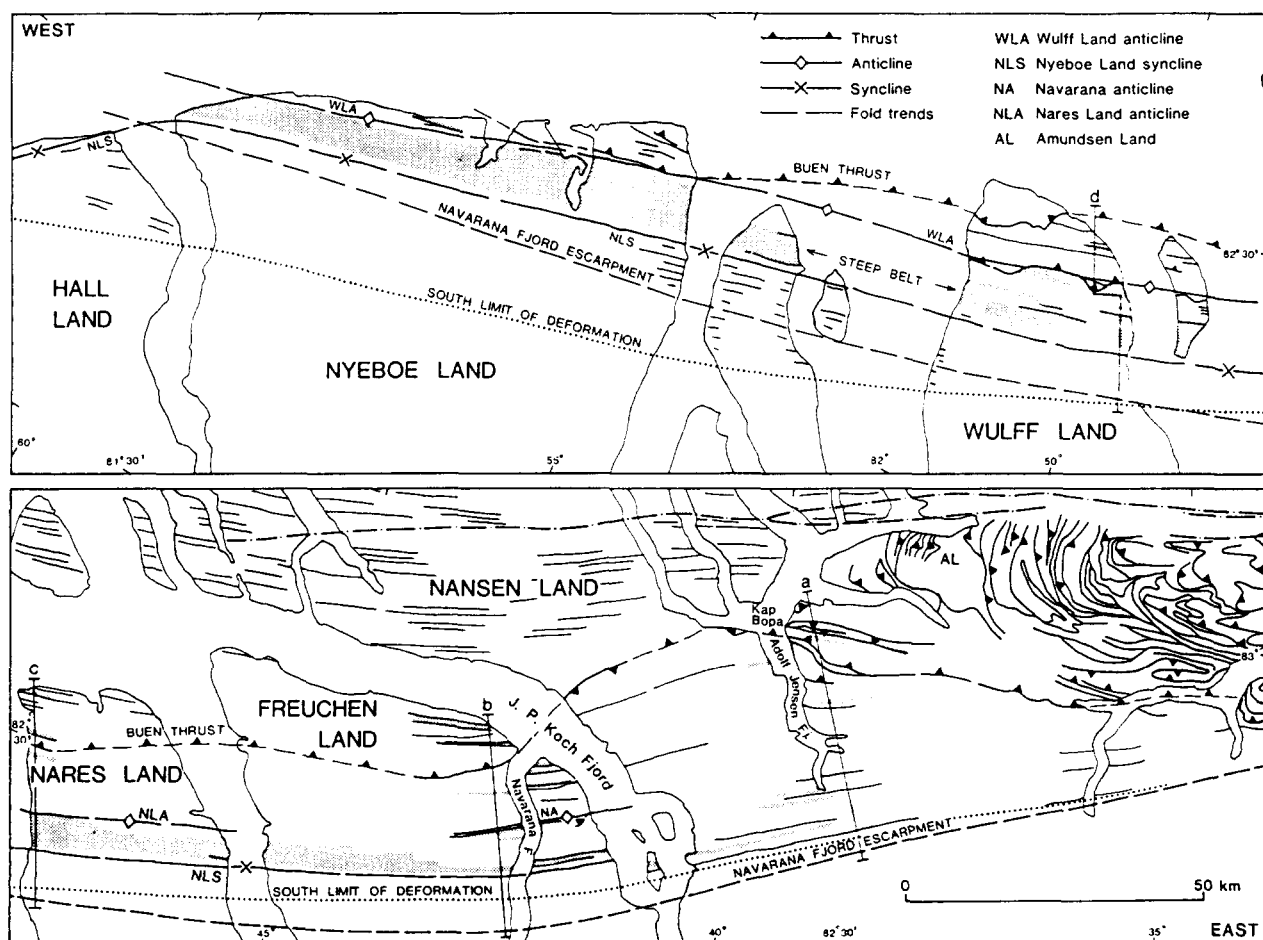 WEST
Thrust
Anticline
Syncline
Fold trends
WLA Wulff Land anticline
NLS Nyeboe Land syncline
NA Navarana anticline
NLA Nares Land anticline
AL Amundsen Land
WLA
NLS
BUEN THRUST
d
NAVARANA FJORD ESCARPMENT
NLS
WLA
82°30'
STEEP BELT
SOUTH LIMIT OF DEFORMATION
HALL
LAND
NYEBOE LAND
WULFF LAND
60°
81°30'
55°
82°
50°
NANSEN LAND
AL
a
Kap
Bopa
Adolf Jensen Fj.
83°
c
FREUCHEN
LAND
b
J. P. Koch Fjord
82°
30'
BUEN THRUST
NARES LAND
Navarana F.
NLA
NA
NLS
NAVARANA FJORD ESCARPMENT
SOUTH LIMIT OF DEFORMATION
0 50 km
45°
40°
82°30'
35°
EAST